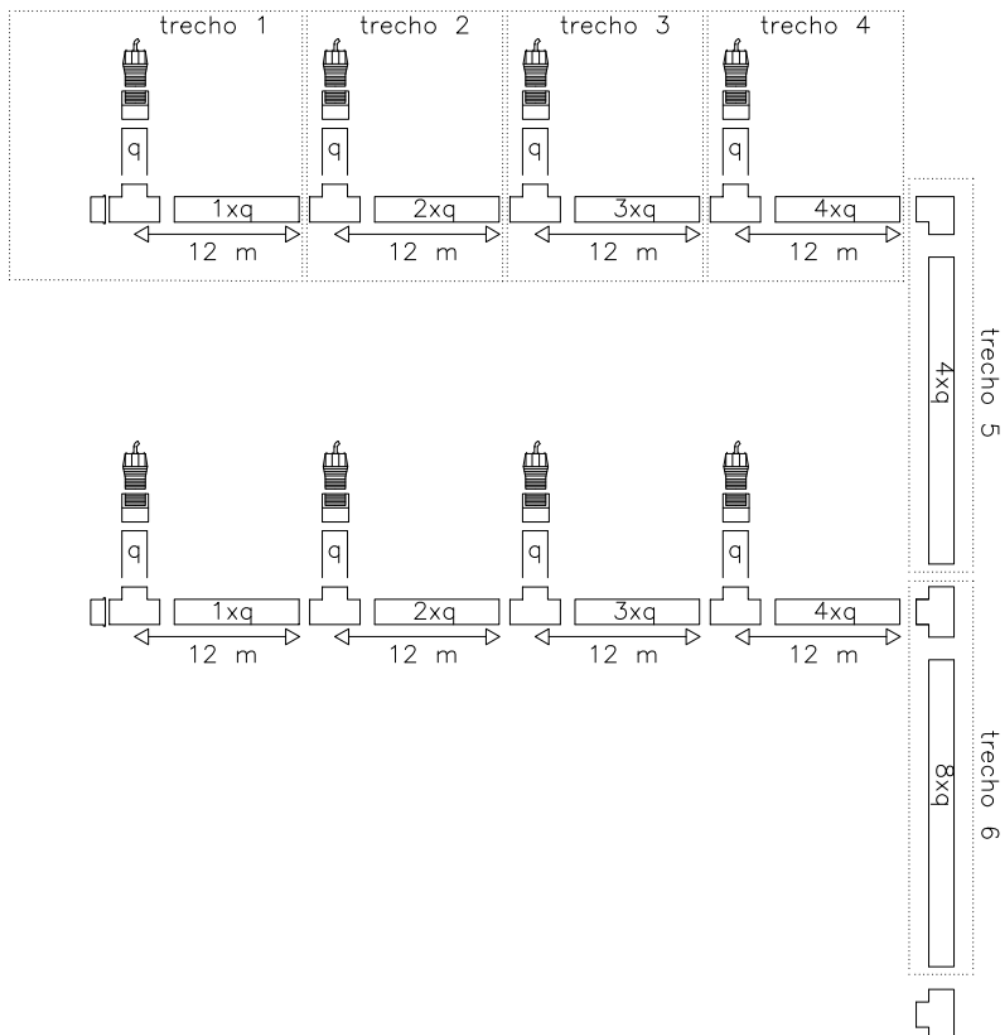 trecho 1
trecho 2
trecho 3
trecho 4
q
q
q
q
1xq
2xq
3xq
4xq
12 m
12 m
12 m
12 m
4xq
trecho 5
q
q
q
q
1xq
2xq
3xq
4xq
12 m
12 m
12 m
12 m
8xq
trecho 6